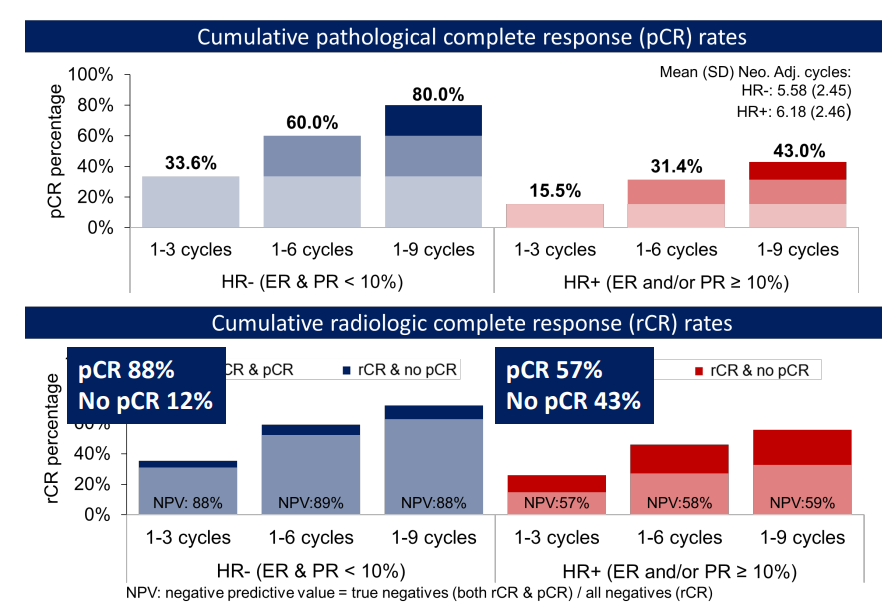 Cumulative pathological complete response (pCR) rates
Mean (SD) Neo. Adj. cycles:
HR-: 5.58 (2.45)
HR+: 6.18 (2.46)
pCR percentage
100%
80%
60%
40%
20%
0%
33.6%
60.0%
80.0%
15.5%
31.4%
43.0%
1-3 cycles 1-6 cycles 1-9 cycles 1-3 cycles 1-6 cycles 1-9 cycles
HR- (ER & PR < 10%) HR+ (ER and/or PR ≥ 10%)
Cumulative radiologic complete response (rCR) rates
pCR 88%
No pCR 12%
& pCR rCR & no pCR
pCR 57%
No pCR 43%
rCR & no pCR
rCR percentage
60%
40%
20%
0%
NPV: 88% NPV:89% NPV:88% NPV:57% NPV:58% NPV:59%
1-3 cycles 1-6 cycles 1-9 cycles 1-3 cycles 1-6 cycles 1-9 cycles
HR- (ER & PR < 10%) HR+ (ER and/or PR ≥ 10%)
NPV: negative predictive value = true negatives (both rCR & pCR) / all negatives (rCR)